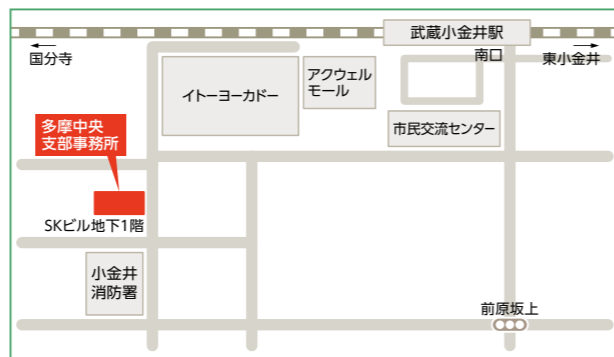 武蔵小金井駅
国分寺
南口
東小金井
イトーヨーカドー
アクウェル
モール
市民交流センター
多摩中央
支部事務所
SKビル地下1階
小金井
消防署
前原坂上